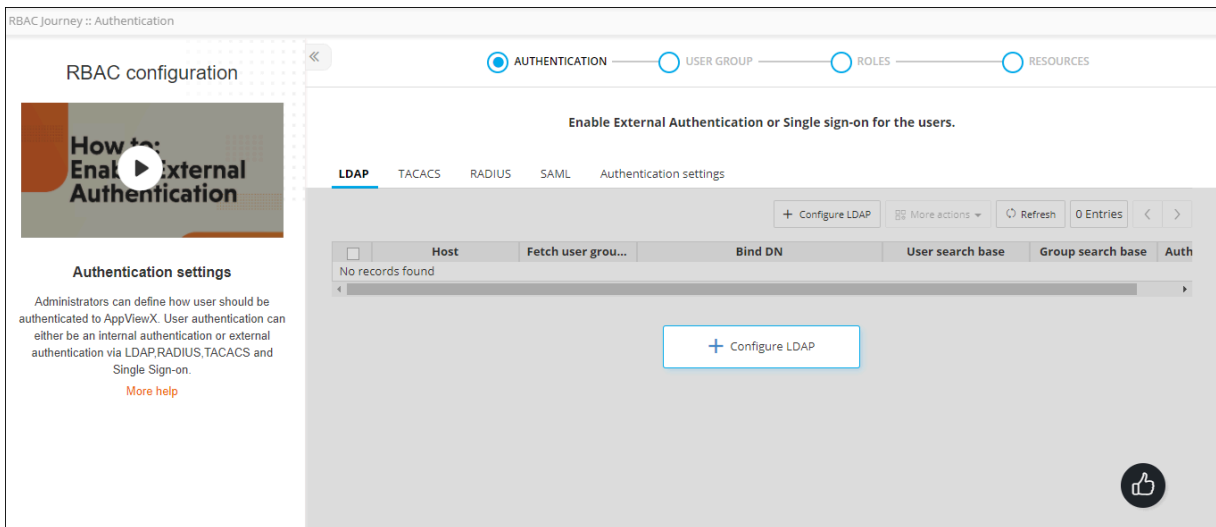 RBAC Journey :: Authentication
RBAC configuration
How to:
Enable External
Authentication
Authentication settings
Administrators can define how user should be
authenticated to AppViewX. User authentication can
either be an internal authentication or external
authentication via LDAP,RADIUS,TACACS and
Single Sign-on.
More help
AUTHENTICATION USER GROUP ROLES RESOURCES
Enable External Authentication or Single sign-on for the users.
LDAP TACACS RADIUS SAML Authentication settings
+ Configure LDAP More actions Refresh 0 Entries < >
Host Fetch user grou... Bind DN User search base Group search base Auth
No records found
+ Configure LDAP